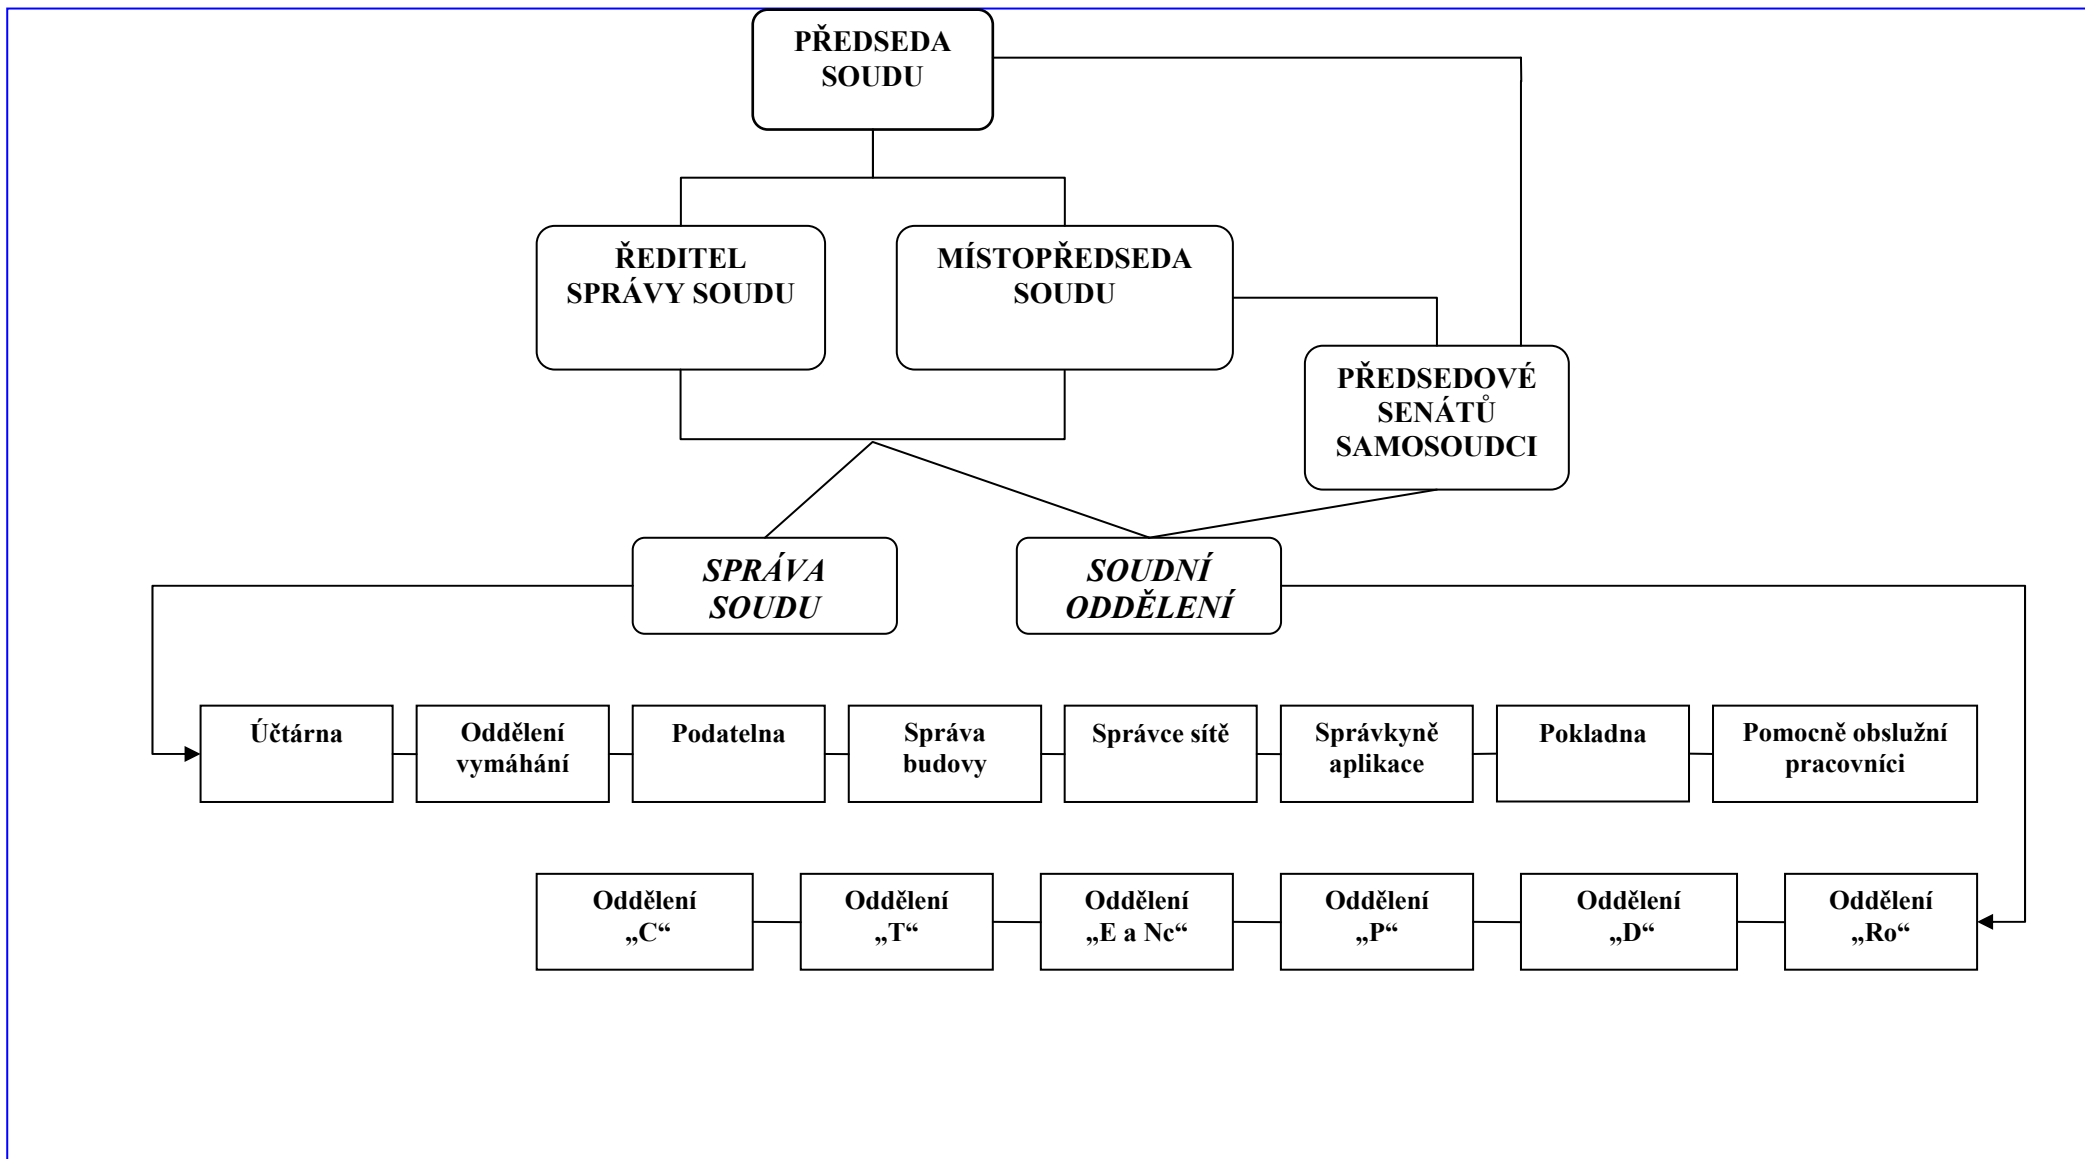 PŘEDSEDA
SOUDU
ŘEDITEL
SPRÁVY SOUDU
MÍSTOPŘEDSEDA
SOUDU
PŘEDSEDOVÉ
SENÁTŮ
SAMOSOUDCI
SPRÁVA
SOUDU
SOUDNÍ
ODDĚLENÍ
Účtárna
Oddělení
vymáhání
Podatelna
Správa
budovy
Správce sítě
Správkyně
aplikace
Pokladna
Pomocně obslužní
pracovníci
Oddělení
„C“
Oddělení
„T“
Oddělení
„E a Nc“
Oddělení
„P“
Oddělení
„D“
Oddělení
„Ro“